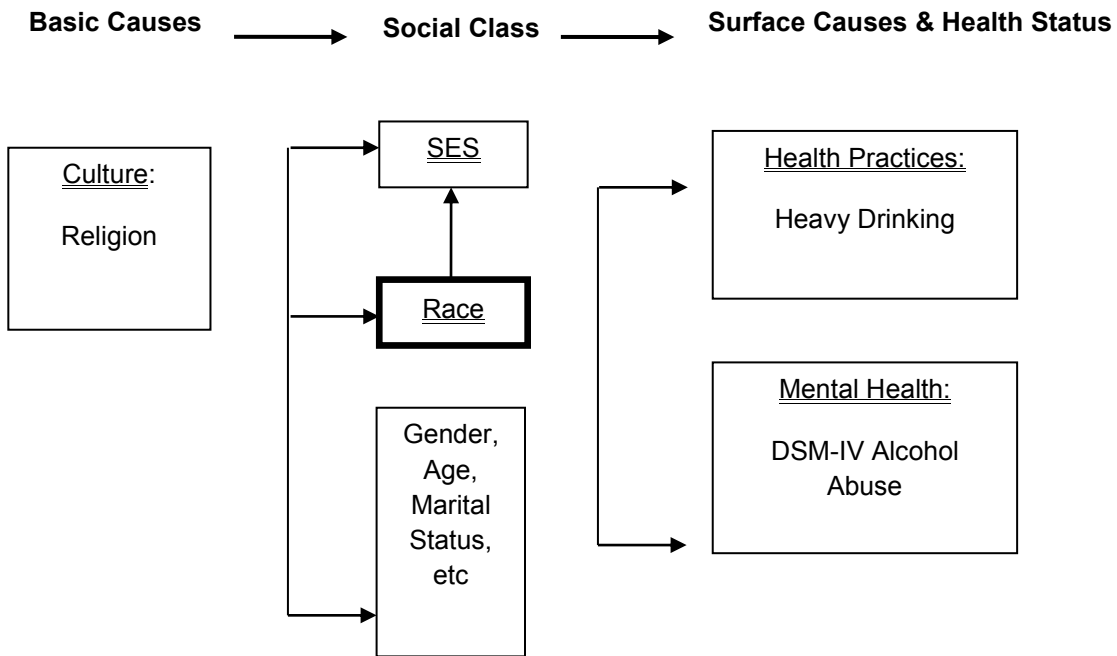 Basic Causes
Social Class
Surface Causes & Health Status
Culture:
Religion
SES
Race
Gender,
Age,
Marital
Status,
etc
Health Practices:
Heavy Drinking
Mental Health:
DSM-IV Alcohol
Abuse